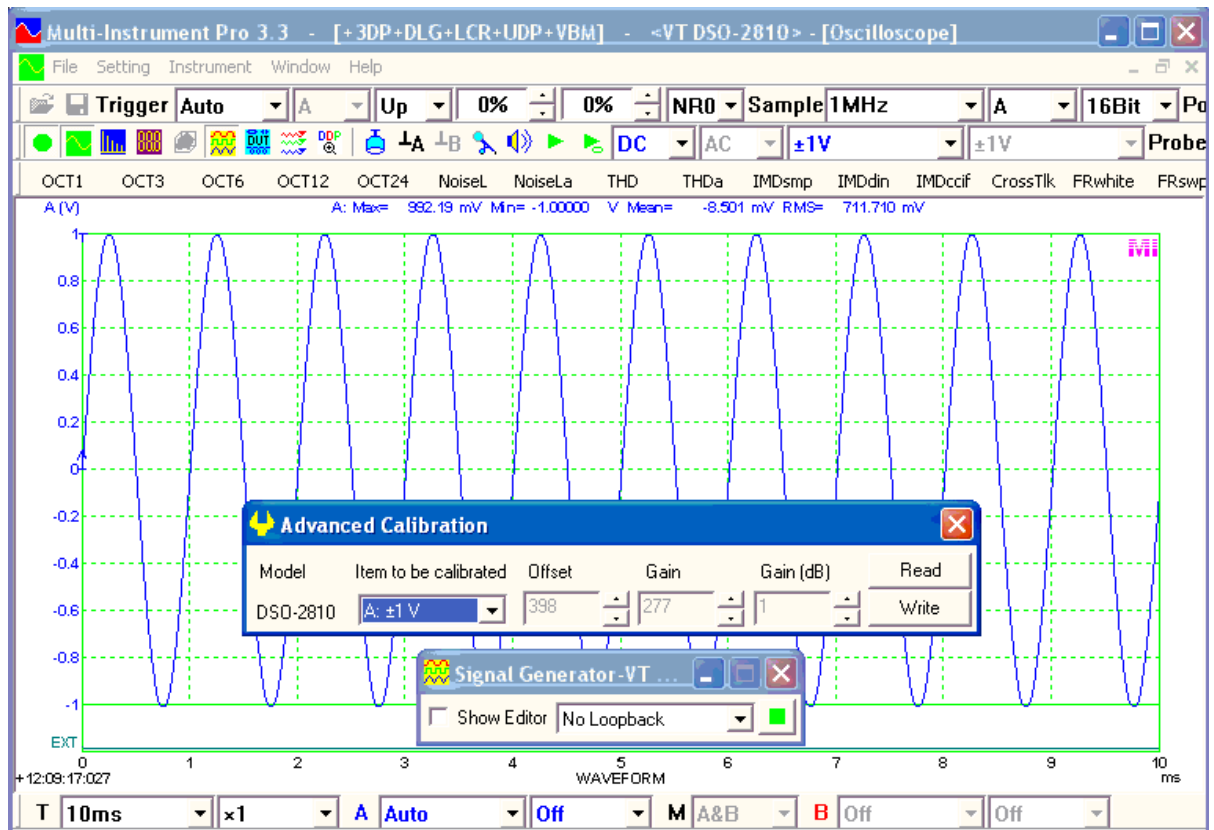 Multi-Instrument Pro 3.3 - [+3DP+DLG+LCR+UDP+VBM] - <VT DSO-2810> - [Oscilloscope]
File Setting Instrument Window Help
Trigger Auto A Up 0% 0% NR0 Sample 1MHz A 16Bit Po
DUT DDP A B DC AC ±1V ±1V Probe
OCT1 OCT3 OCT6 OCT12 OCT24 NoiseL NoiseLa THD THDa IMDsmp IMDdin IMDccif CrossTlk FRwhite FRswp
A (V) A: Max= 992.19 mV Min= -1.00000 V Mean= -8.501 mV RMS= 711.710 mV
1
MI
0.8
0.6
0.4
0.2
0
-0.2
Advanced Calibration
-0.4
Model Item to be calibrated Offset Gain Gain (dB) Read
-0.6
DSO-2810 A: ±1 V 398 277 1 Write
-0.8
Signal Generator-VT ...
-1
Show Editor No Loopback
EXT
0 1 2 3 4 5 6 7 8 9 10
+12:09:17:027 WAVEFORM ms
T 10ms ×1 A Auto Off M A&B B Off Off